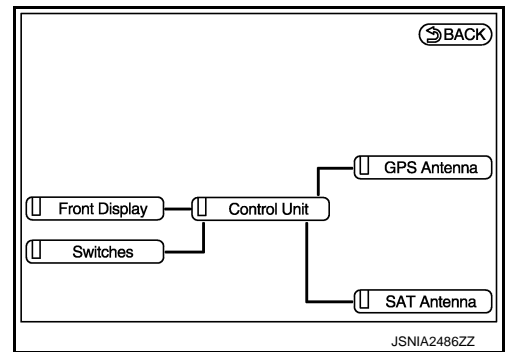 BACK
GPS Antenna
Front Display
Control Unit
Switches
SAT Antenna
JSNIA2486ZZ